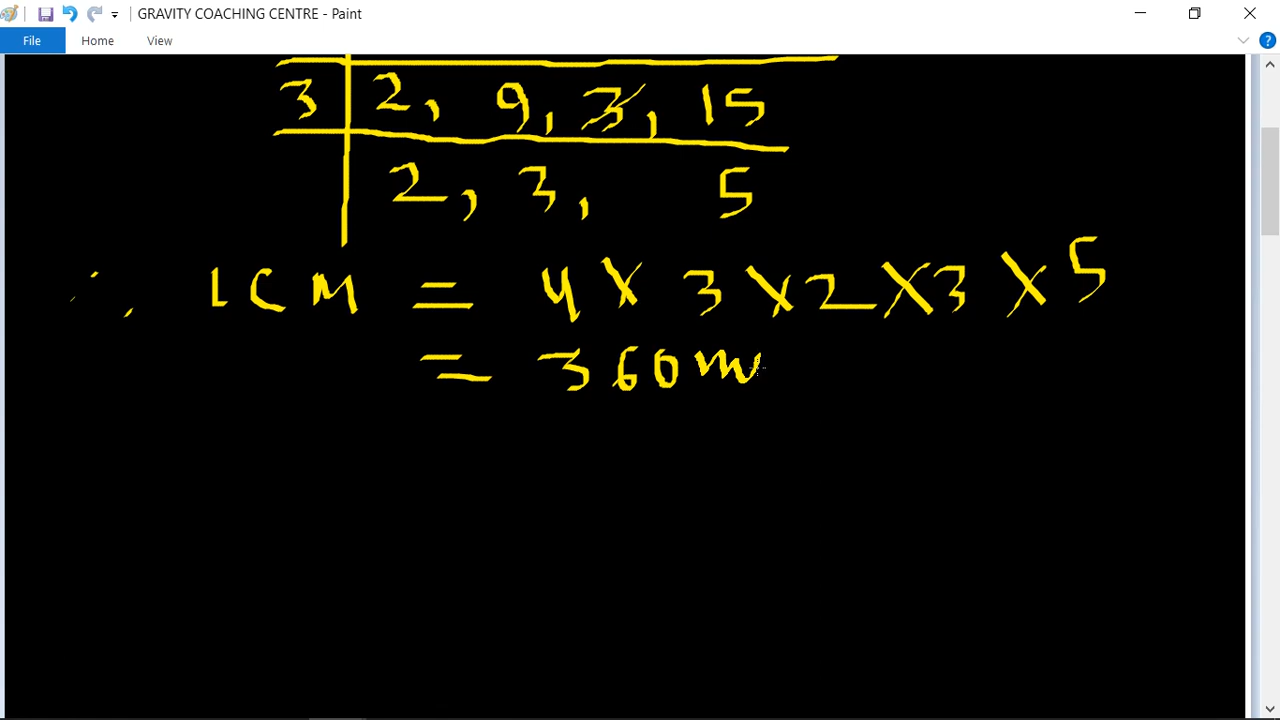 GRAVITY COACHING CENTRE - Paint
File Home View
3 2, 9, 3, 15
2, 3, 5
∴ LCM = 4 X 3 X 2 X 3 X 5
= 360m